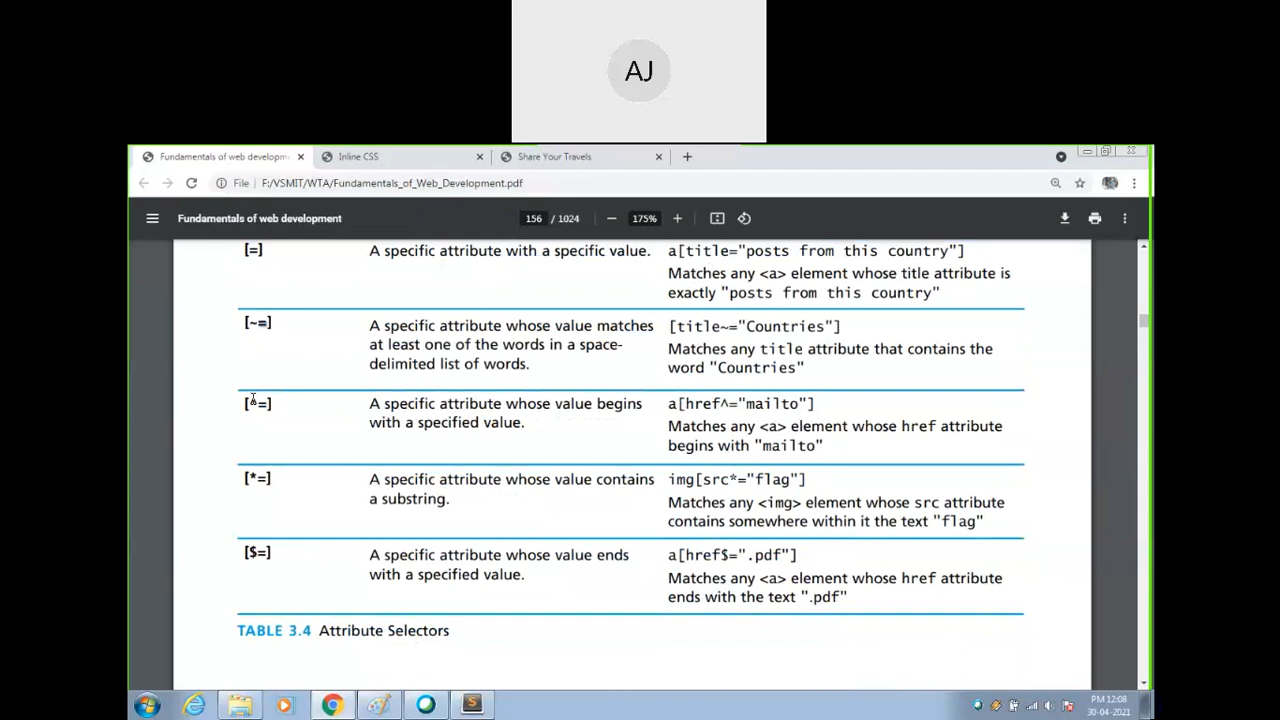 AJ
Fundamentals of web developm
Inline CSS
Share Your Travels
File
F:/VSMIT/WTA/Fundamentals_of_Web_Development.pdf
Fundamentals of web development
156 / 1024
175%
[=]
A specific attribute with a specific value.
a[title="posts from this country"]
Matches any <a> element whose title attribute is
exactly "posts from this country"
[~=]
A specific attribute whose value matches
at least one of the words in a space-
delimited list of words.
[title~="Countries"]
Matches any title attribute that contains the
word "Countries"
[^=]
A specific attribute whose value begins
with a specified value.
a[href^="mailto"]
Matches any <a> element whose href attribute
begins with "mailto"
[*=]
A specific attribute whose value contains
a substring.
img[src*="flag"]
Matches any <img> element whose src attribute
contains somewhere within it the text "flag"
[$=]
A specific attribute whose value ends
with a specified value.
a[href$=".pdf"]
Matches any <a> element whose href attribute
ends with the text ".pdf"
TABLE 3.4 Attribute Selectors
PM 12:08
30-04-2021